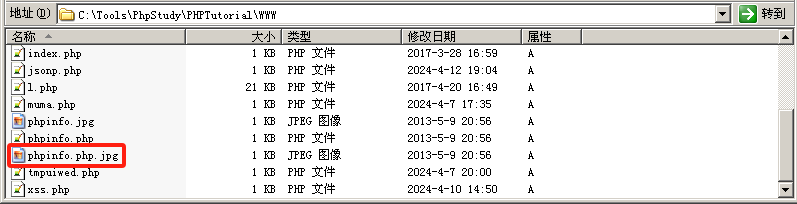 地址(D) C:\Tools\PhpStudy\PHPTutorial\WWW 转到
名称 大小 类型 修改日期 属性
index.php 1 KB PHP 文件 2017-3-28 16:59 A
jsonp.php 1 KB PHP 文件 2024-4-12 19:04 A
l.php 21 KB PHP 文件 2017-4-20 16:49 A
muma.php 1 KB PHP 文件 2024-4-7 17:35 A
phpinfo.jpg 1 KB JPEG 图像 2013-5-9 20:56 A
phpinfo.php 1 KB PHP 文件 2013-5-9 20:56 A
phpinfo.php.jpg 1 KB JPEG 图像 2013-5-9 20:56 A
tmpuiwed.php 1 KB PHP 文件 2024-4-7 20:00 A
xss.php 1 KB PHP 文件 2024-4-10 14:50 A